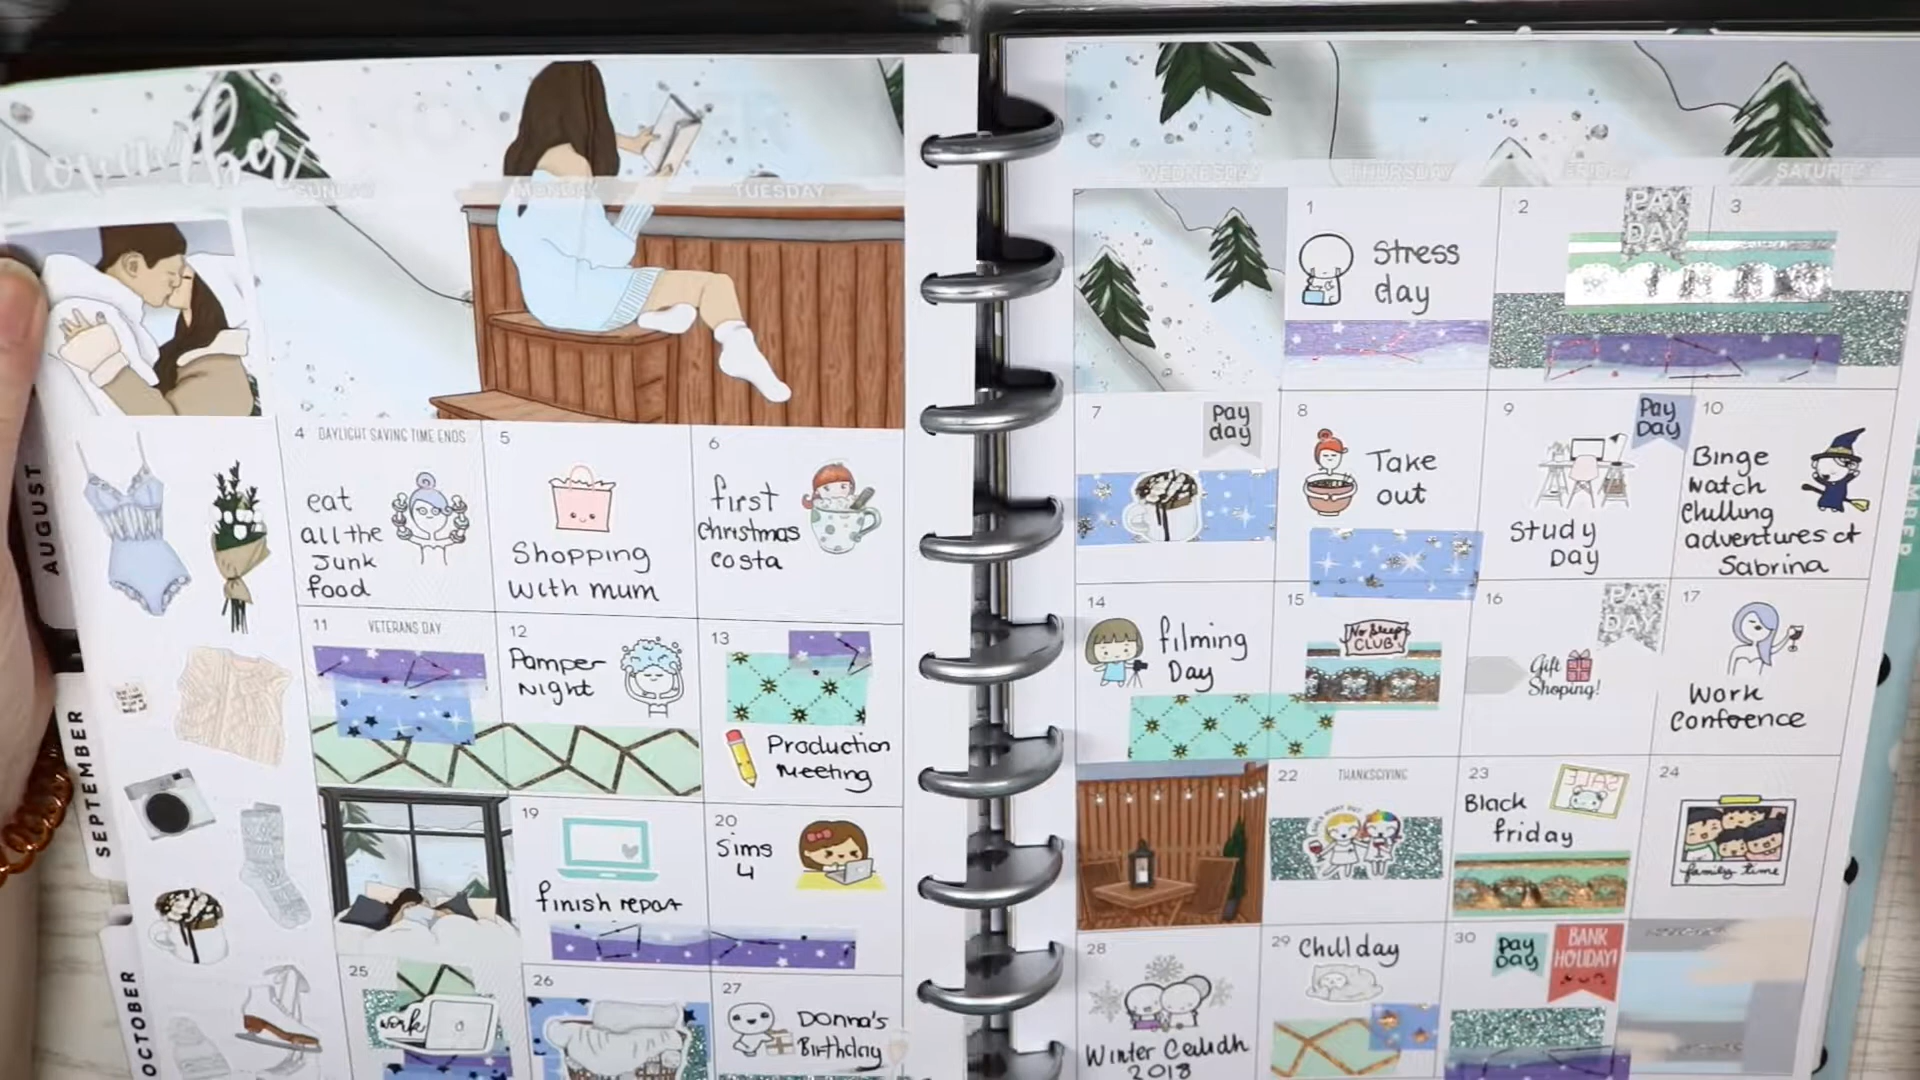 November
SUNDAY
MONDAY
TUESDAY
WEDNESDAY
THURSDAY
FRIDAY
SATURDAY
1
Stress
day
2
PAY
DAY
3
4 DAYLIGHT SAVING TIME ENDS
eat
all the
Junk
food
5
Shopping
with mum
6
first
Christmas
Costa
7
Pay
day
8
Take
out
9
Pay
Day
Study
Day
10
Binge
watch
Chilling
adventures of
Sabrina
11 VETERANS DAY
12
Pamper
Night
13
Production
Meeting
14
filming
Day
15
No Sleep
CLUB
16
PAY
DAY
Gift
Shoping!
17
Work
Confrence
19
finish report
20
Sims
4
22 THANKSGIVING
23
Black
friday
SALE
24
family time
25
work
26
27
Donna's
Birthday
28
Winter Ceilidh
2018
29
Chill day
30
Pay
Day
BANK
HOLIDAY!
AUGUST
SEPTEMBER
OCTOBER